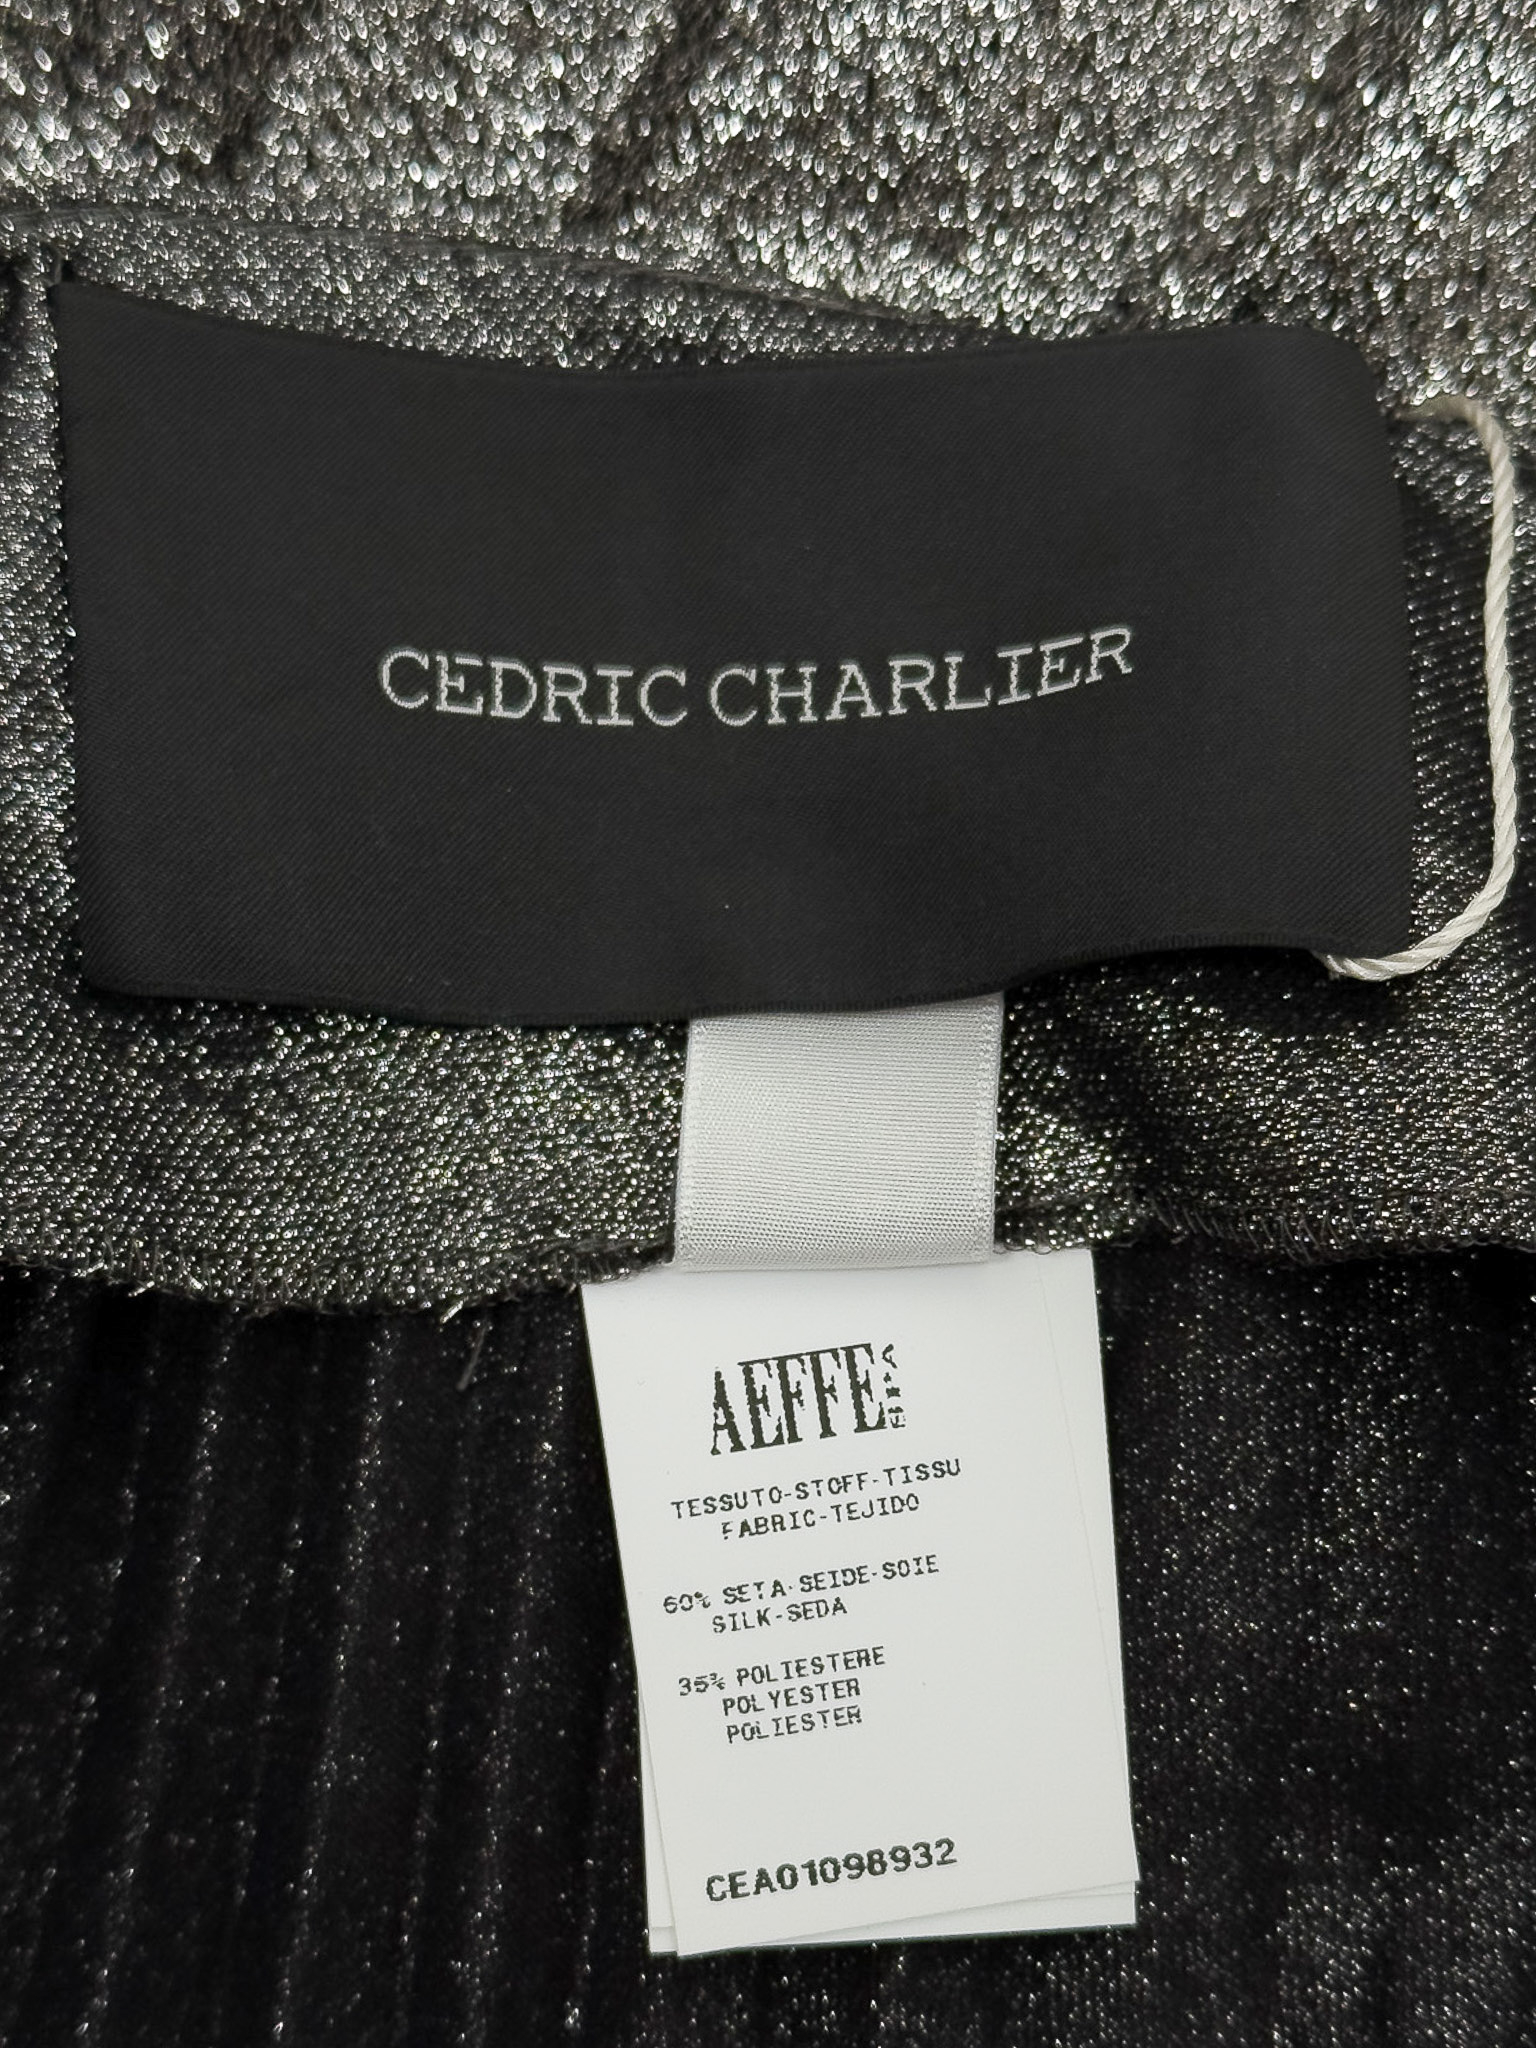 CEDRIC CHARLIER
AEFFE
TESSUTO-STOFF-TISSU
FABRIC-TEJIDO
60% SETA-SEIDE-SOIE
SILK-SEDA
35% POLIESTERE
POLYESTER
POLIESTER
CEA01098932